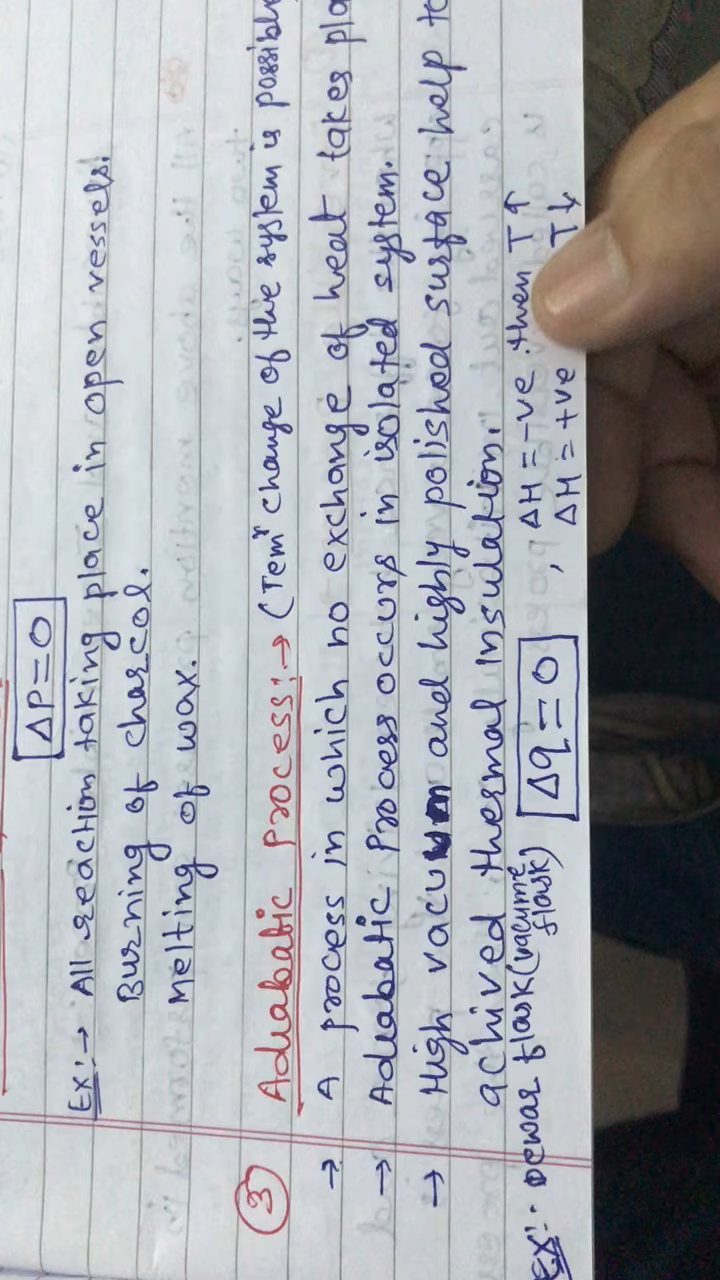 ΔP=0
Ex:→ All reaction taking place in open vessels.
Burning of charcol.
Melting of wax.
③ Adiabatic process:→ (Temⁿ change of the system is possible
→ A process in which no exchange of heat takes pla
→ Adiabatic process occurs in isolated system.
→ High vacuum and highly polished surface help to
achived thermal insulation.
Ex:- Dewar flask (vacume flask) Δq=0 , ΔH=-ve then T↑
ΔH=+ve T↓